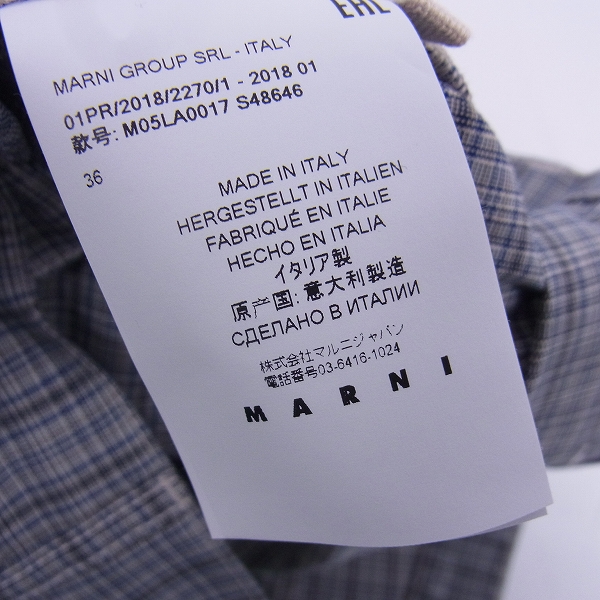 EAC
MARNI GROUP SRL - ITALY
01PR/2018/2270/1 - 2018 01
款号: M05LA0017 S48646
36
MADE IN ITALY
HERGESTELLT IN ITALIEN
FABRIQUÉ EN ITALIE
HECHO EN ITALIA
イタリア製
原产国: 意大利製造
СДЕЛАНО В ИТАЛИИ
株式会社マルニジャパン
電話番号03-6416-1024
MARNI